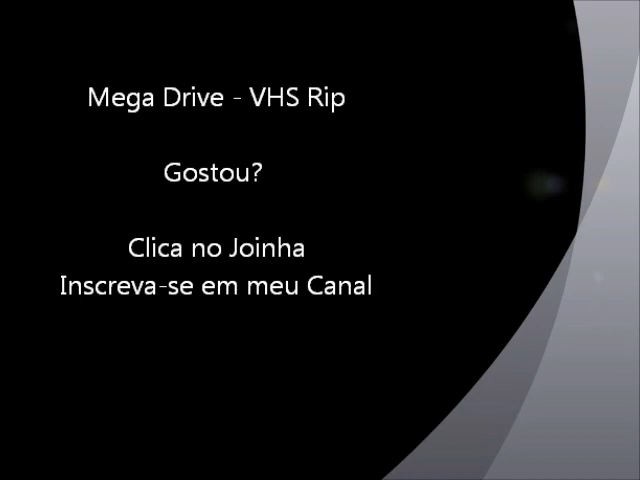 Mega Drive - VHS Rip
Gostou?
Clica no Joinha
Inscreva-se em meu Canal